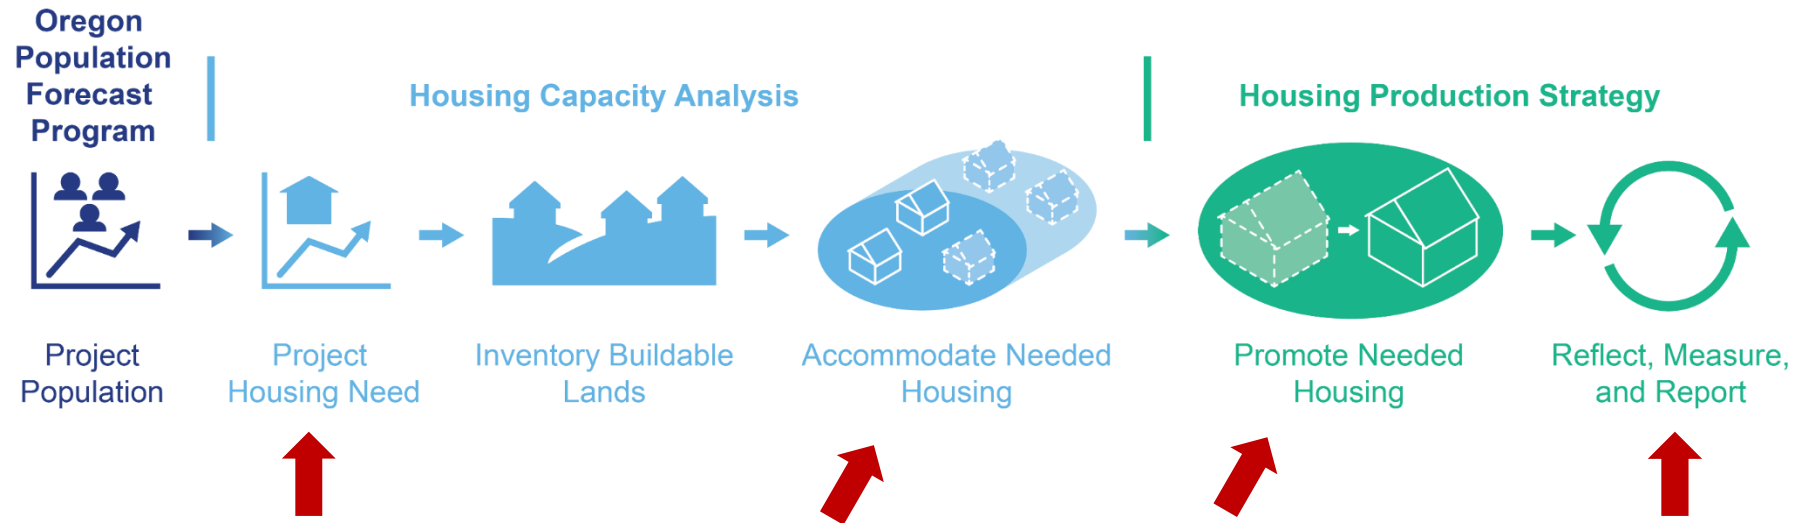 Oregon
Population
Forecast
Program
Housing Capacity Analysis
Housing Production Strategy
Project
Population
Project
Housing Need
Inventory Buildable
Lands
Accommodate Needed
Housing
Promote Needed
Housing
Reflect, Measure,
and Report